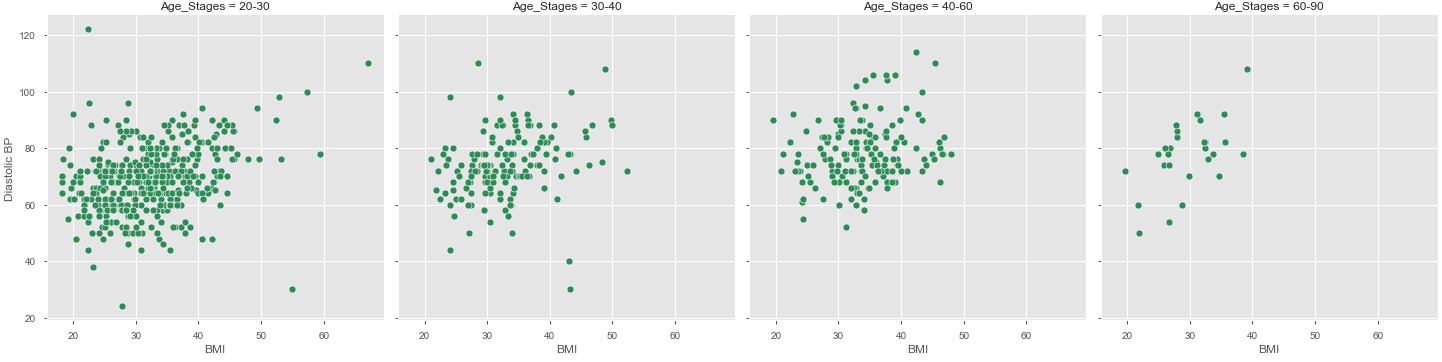 Age_Stages = 20-30
Age_Stages = 30-40
Age_Stages = 40-60
Age_Stages = 60-90
Diastolic BP
120
100
80
60
40
20
20 30 40 50 60
20 30 40 50 60
20 30 40 50 60
20 30 40 50 60
BMI
BMI
BMI
BMI